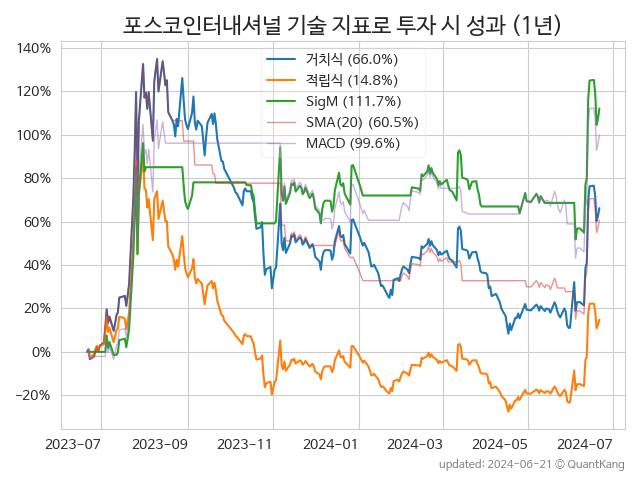 포스코인터내셔널 기술 지표로 투자 시 성과 (1년)
140%
120%
100%
80%
60%
40%
20%
0%
−20%
거치식 (66.0%)
적립식 (14.8%)
SigM (111.7%)
SMA(20) (60.5%)
MACD (99.6%)
2023-07
2023-09
2023-11
2024-01
2024-03
2024-05
2024-07
updated: 2024-06-21 © QuantKang